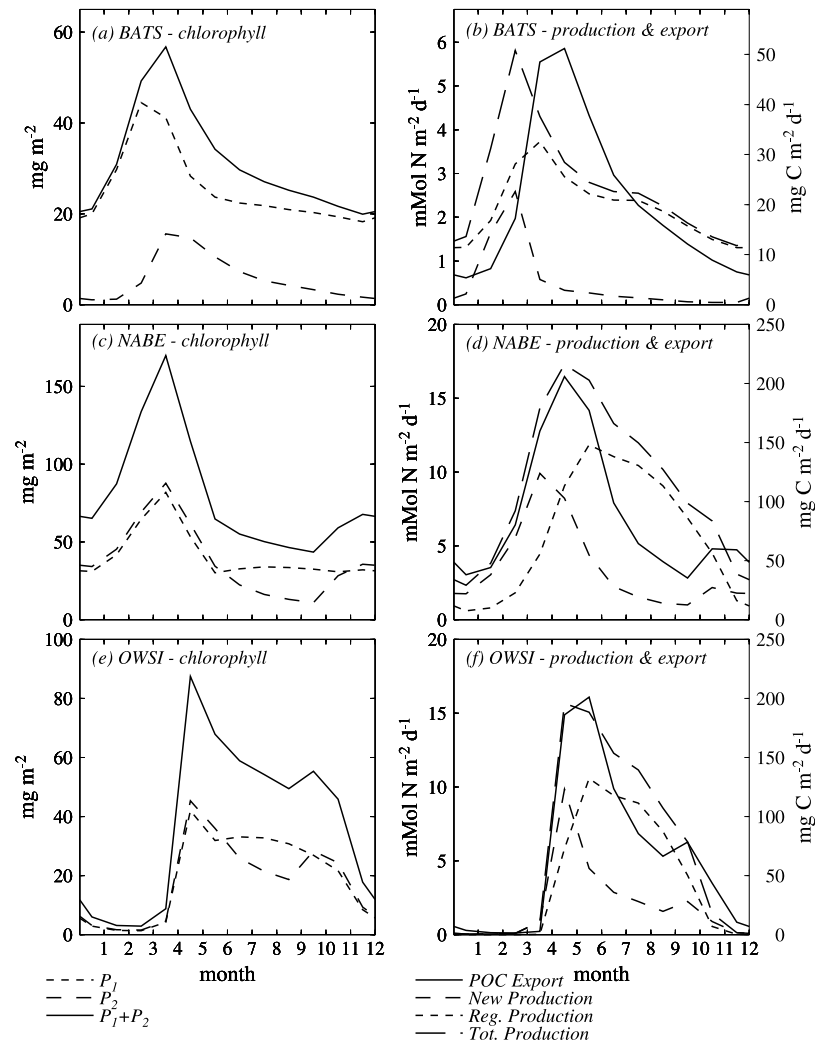 (a) BATS - chlorophyll
60
40
20
0
mg m-2
(b) BATS - production & export
6
5
4
3
2
1
0
mMol N m-2 d-1
50
40
30
20
10
0
mg C m-2 d-1
(c) NABE - chlorophyll
150
100
50
0
mg m-2
(d) NABE - production & export
20
15
10
5
0
mMol N m-2 d-1
250
200
150
100
50
0
mg C m-2 d-1
(e) OWSI - chlorophyll
100
80
60
40
20
0
mg m-2
1 2 3 4 5 6 7 8 9 10 11 12
month
(f) OWSI - production & export
20
15
10
5
0
mMol N m-2 d-1
250
200
150
100
50
0
mg C m-2 d-1
1 2 3 4 5 6 7 8 9 10 11 12
month
P1
P2
P1+P2
POC Export
New Production
Reg. Production
Tot. Production